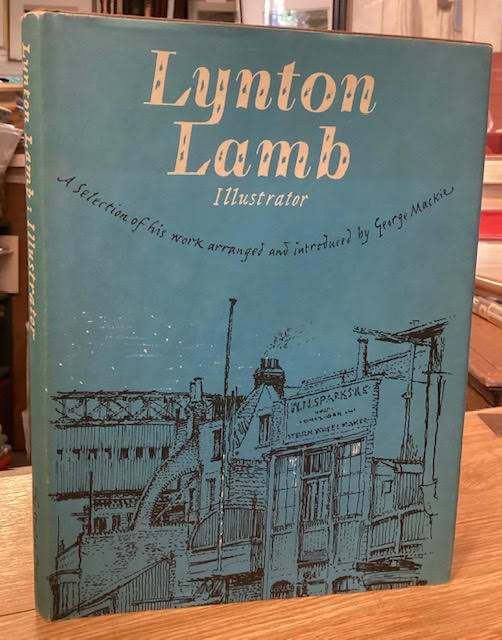 Lynton
Lamb
Illustrator
A Selection of his work arranged and introduced by George Mackie
Lynton Lamb : Illustrator